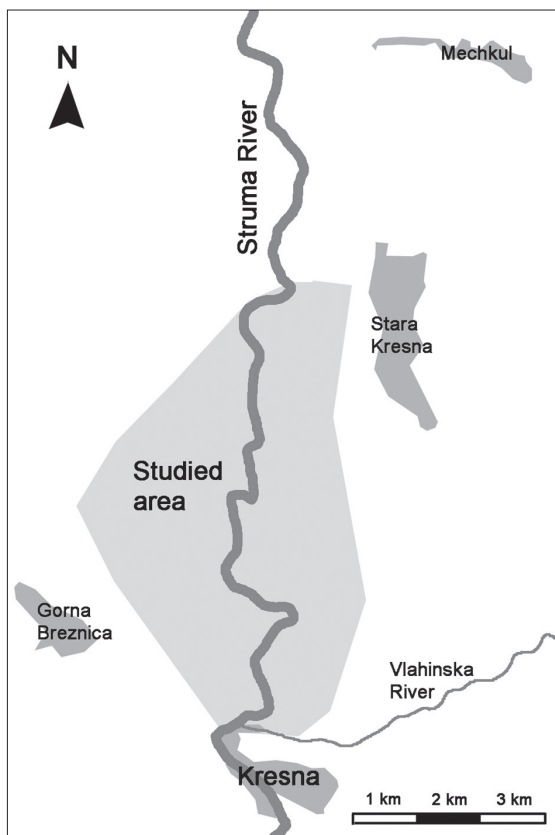 Mechkul
N
Struma River
Stara
Kresna
Studied
area
Gorna
Breznica
Vlahinska
River
Kresna
1 km 2 km 3 km